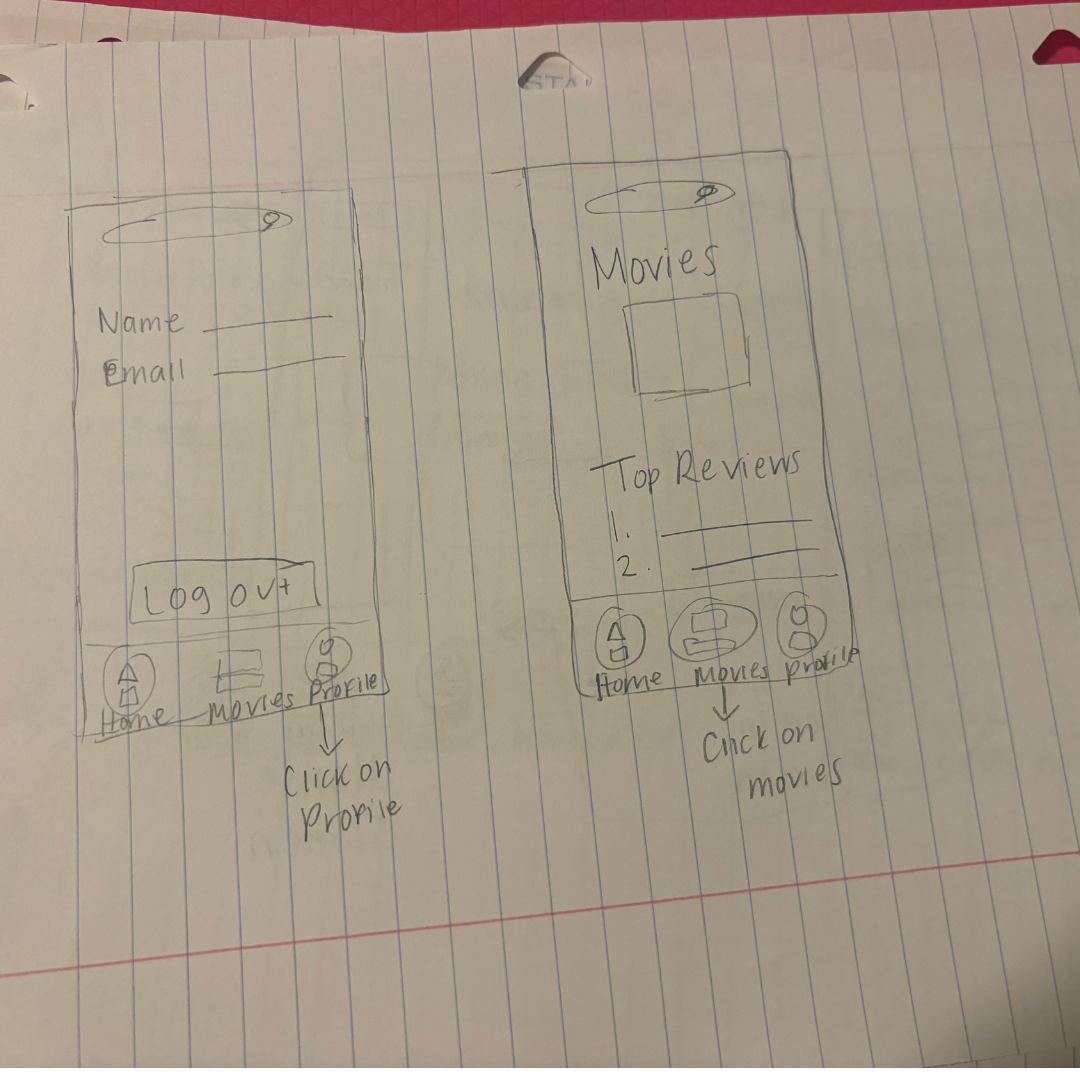 STA
Name
Email
Log out
Home Movies Profile
Click on
Profile
Movies
Top Reviews
1.
2.
Home Movies profile
Click on
movies